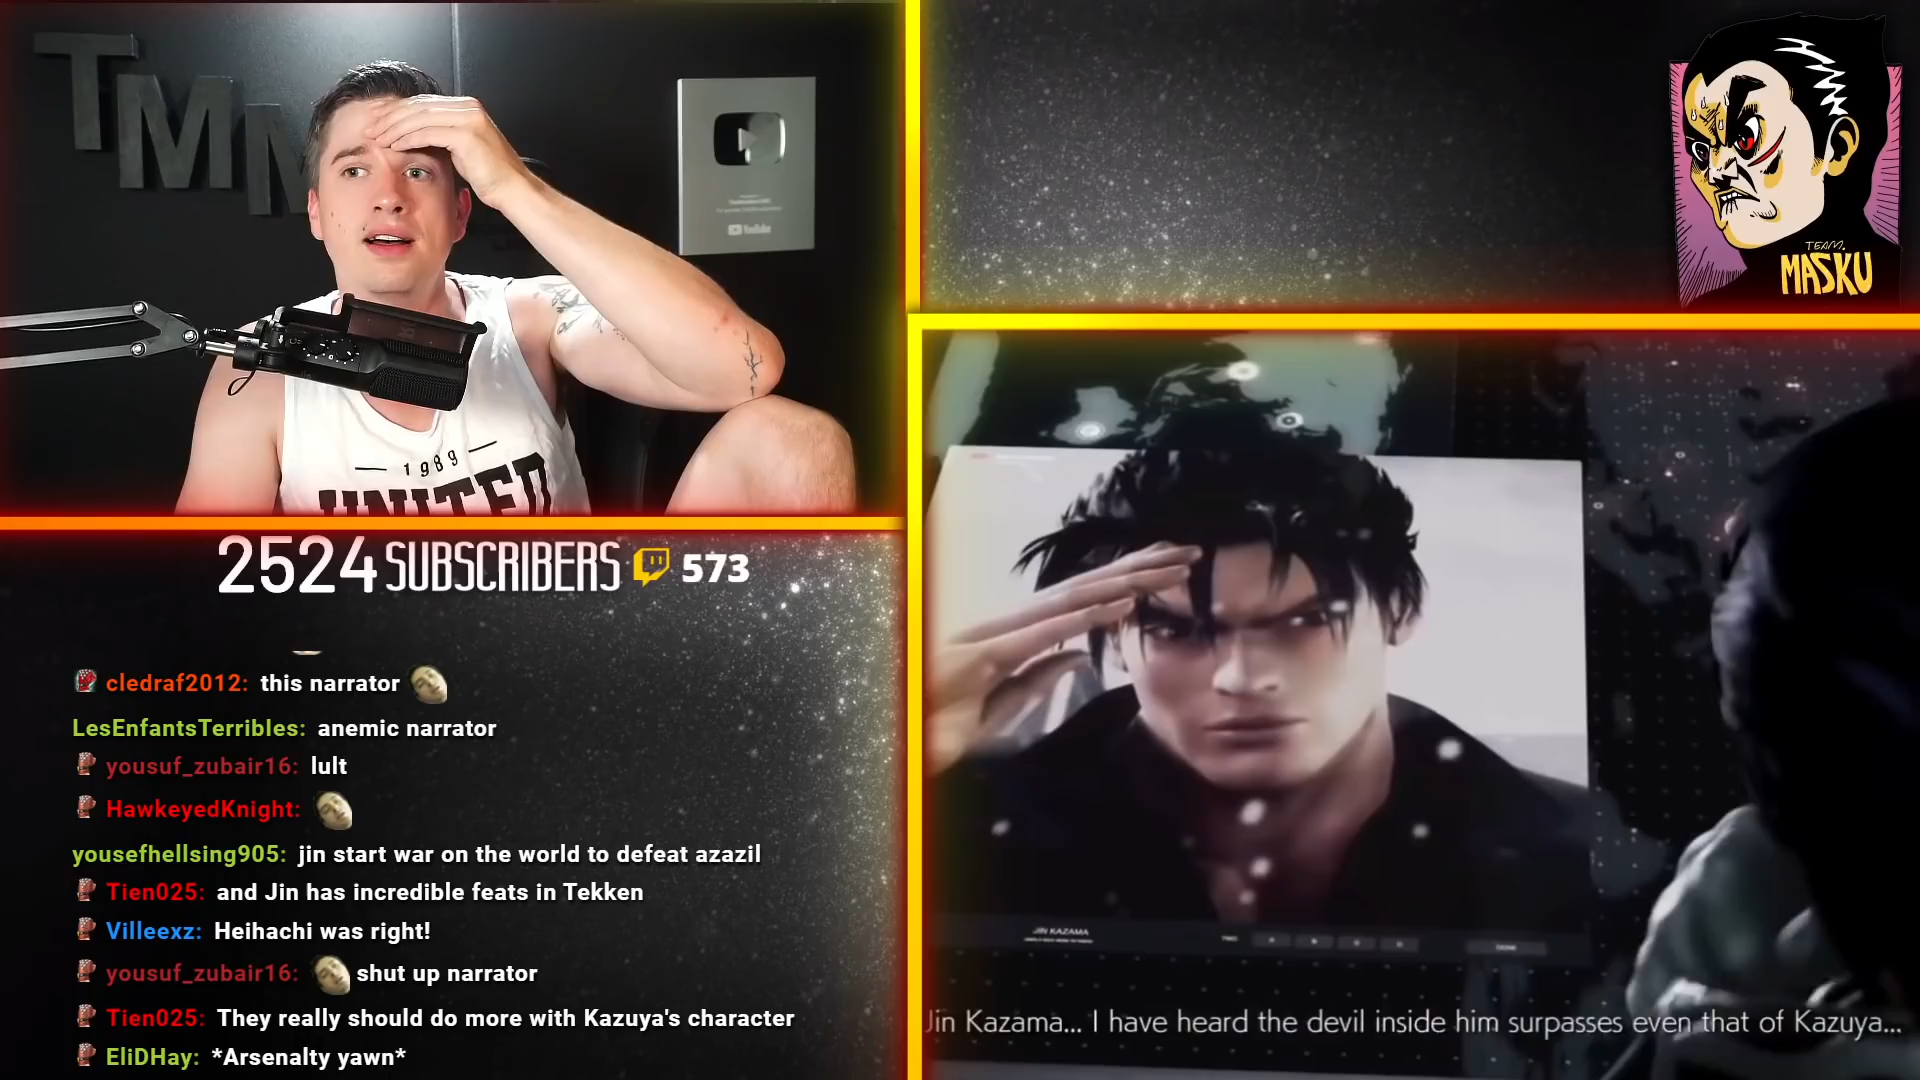 TMM
YouTube
1989
UNITED
TEAM.
MASKU
2524 SUBSCRIBERS 573
cledraf2012: this narrator
LesEnfantsTerribles: anemic narrator
yousuf_zubair16: lult
HawkeyedKnight:
yousefhellsing905: jin start war on the world to defeat azazil
Tien025: and Jin has incredible feats in Tekken
Villeexz: Heihachi was right!
yousuf_zubair16: shut up narrator
Tien025: They really should do more with Kazuya's character
EliDHay: *Arsenalty yawn*
JIN KAZAMA
Jin Kazama... I have heard the devil inside him surpasses even that of Kazuya...